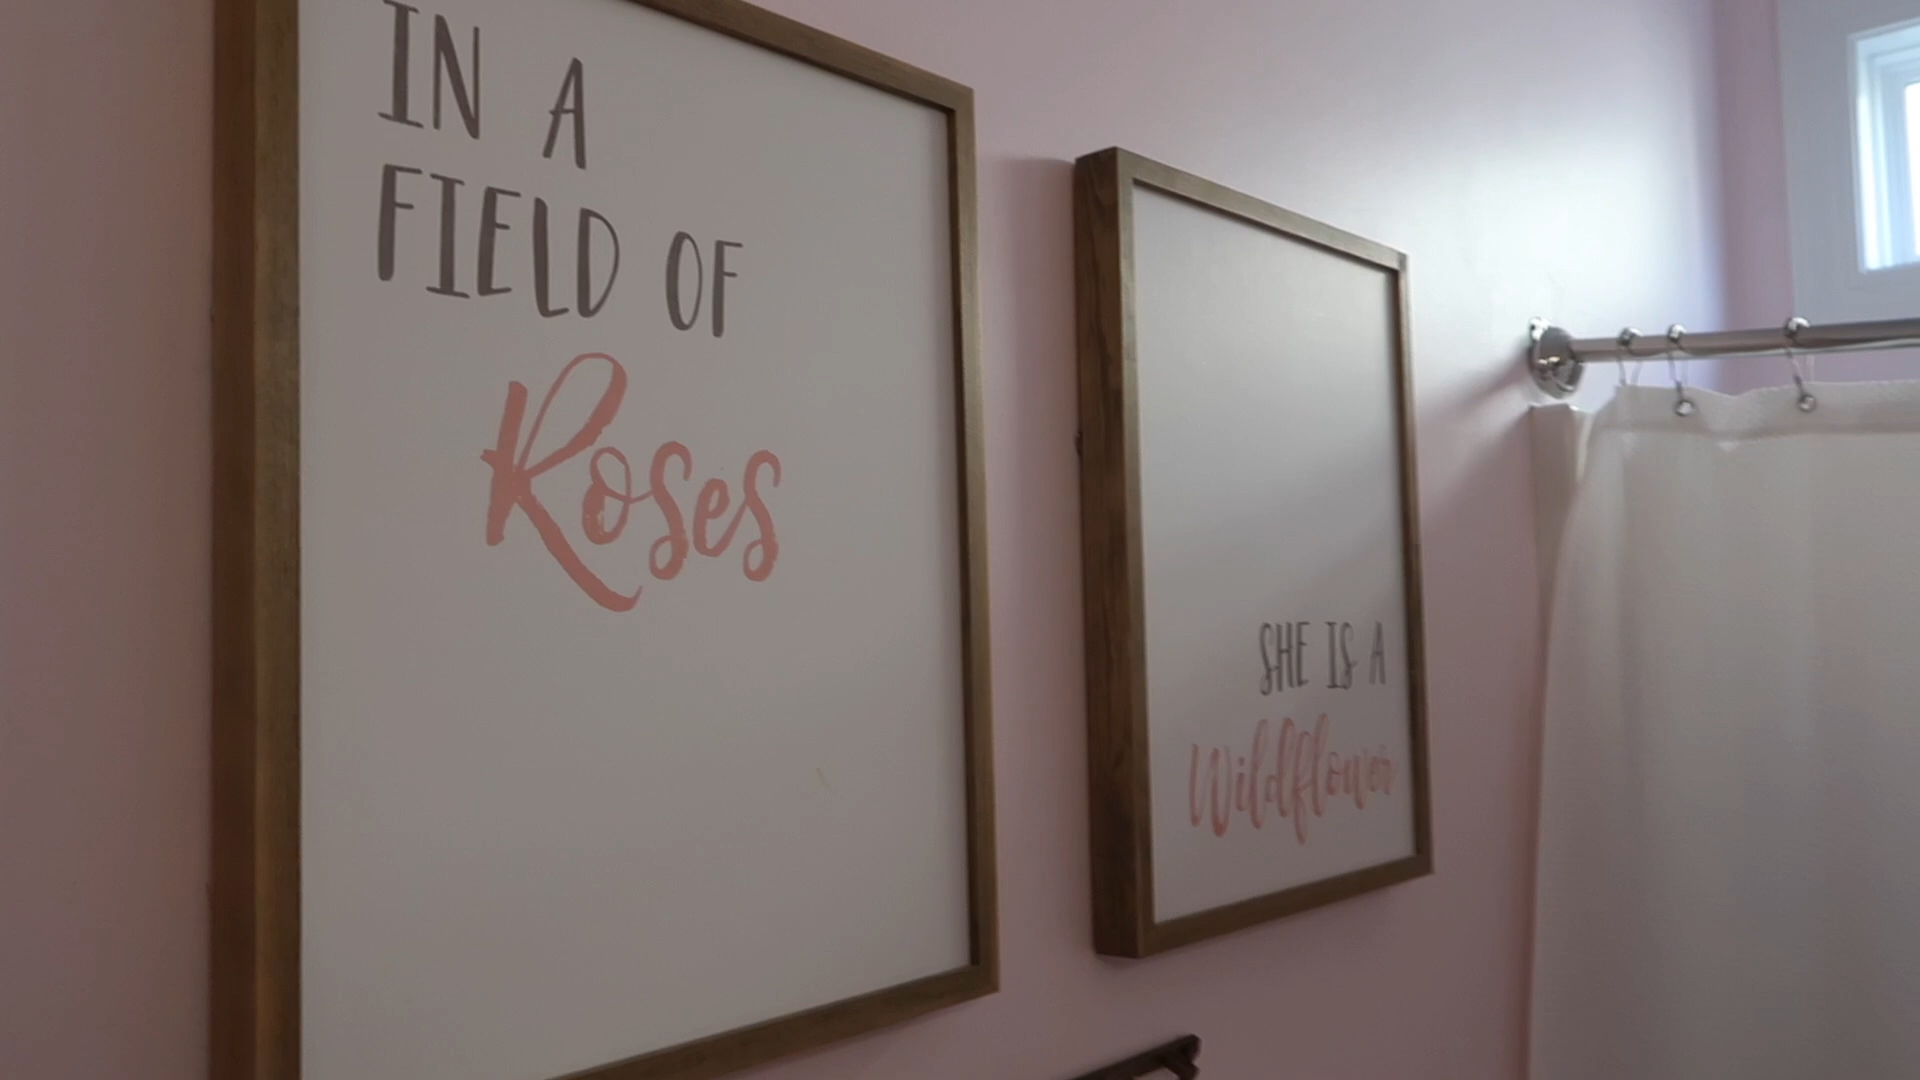 IN A
FIELD OF
Roses
SHE IS A
Wildflower